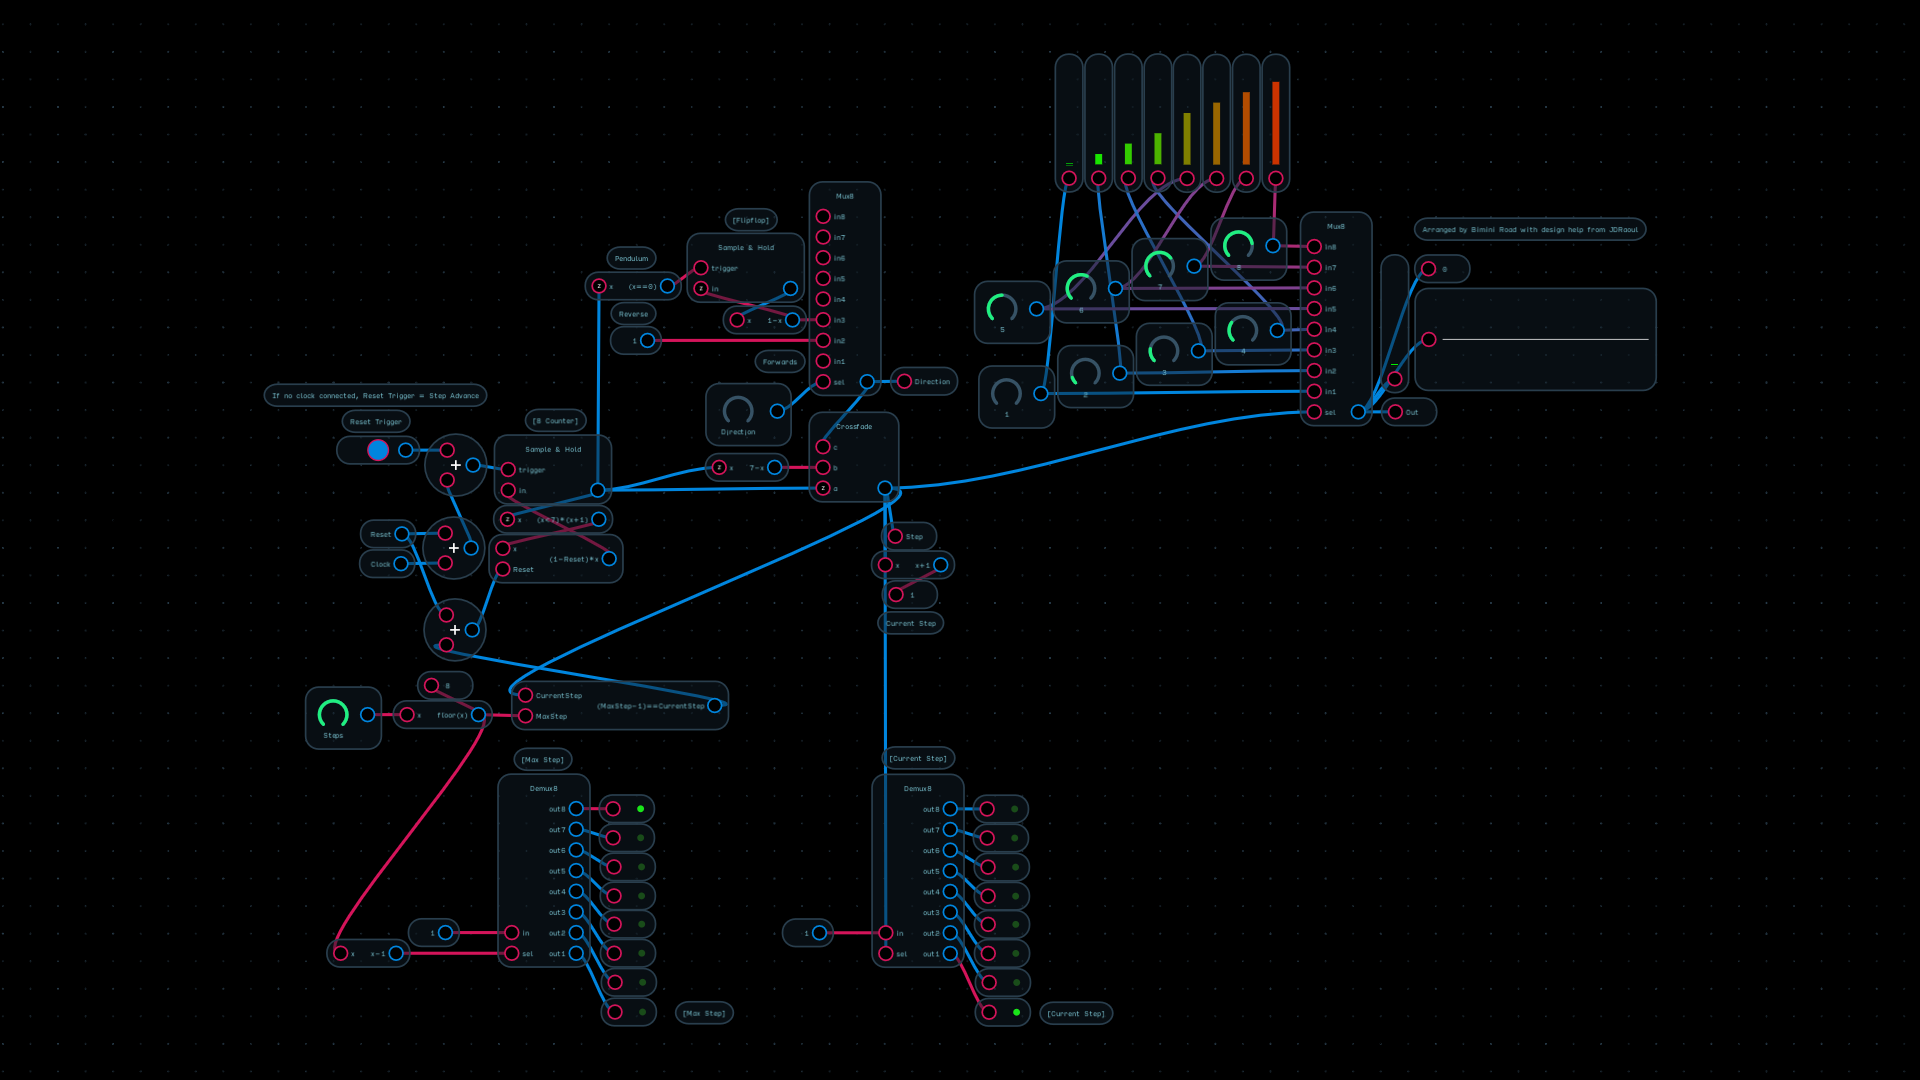 Mux8
[Flipflop]
in8
Mux8
Arranged by Bimini Road with design help from JDRaoul
in7
Sample & Hold
in8
Pendulum
in6
trigger
in7
0
x
(x==0)
in5
in
8
in6
7
in4
6
in5
Reverse
x
1-x
in3
5
in4
1
in2
4
in3
Forwards
in1
3
in2
sel
Direction
2
in1
If no clock connected, Reset Trigger = Step Advance
1
sel
Out
Reset Trigger
[8 Counter]
Direction
Crossfade
Sample & Hold
c
trigger
x
7-x
b
in
a
x
(x<7)*(x+1)
Reset
x
(1-Reset)*x
Step
Clock
Reset
x
x+1
1
Current Step
8
CurrentStep
(MaxStep-1)==CurrentStep
x
floor(x)
MaxStep
Steps
[Max Step]
[Current Step]
Demux8
Demux8
out8
out8
out7
out7
out6
out6
out5
out5
out4
out4
out3
out3
1
in
out2
1
in
out2
x
x-1
sel
out1
sel
out1
[Max Step]
[Current Step]